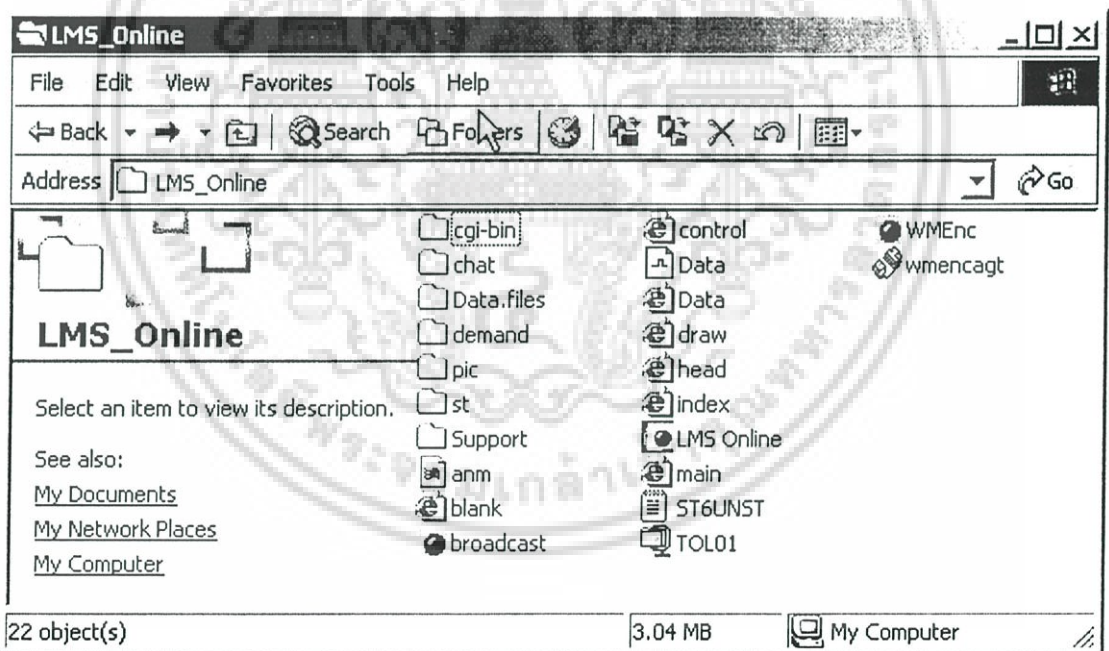 LMS_Online
File Edit View Favorites Tools Help
Back Search Folders
Address LMS_Online Go
LMS_Online
Select an item to view its description.
See also:
My Documents
My Network Places
My Computer
cgi-bin
chat
Data.files
demand
pic
st
Support
anm
blank
broadcast
control
Data
Data
draw
head
index
LMS Online
main
ST6UNST
TOL01
WMEnc
wmencagt
22 object(s) 3.04 MB My Computer